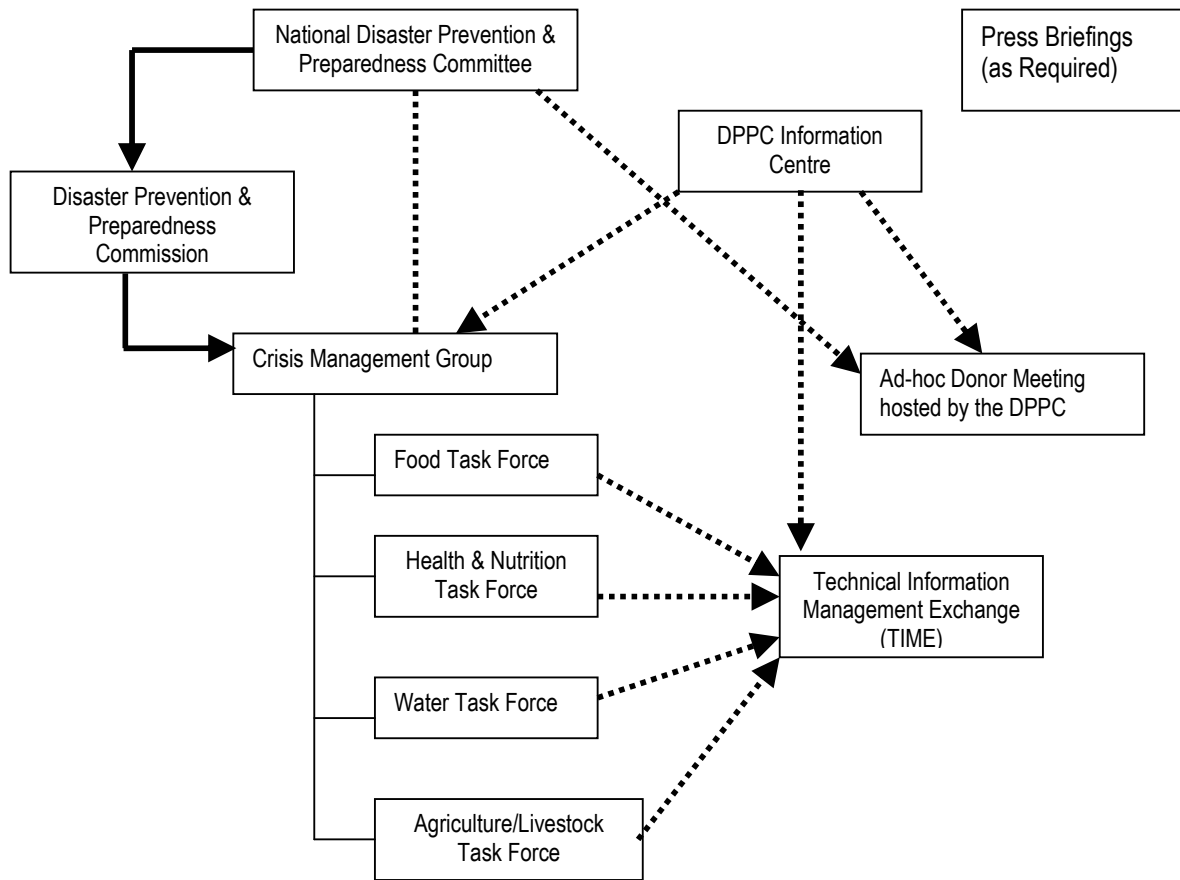 National Disaster Prevention &
Preparedness Committee
Press Briefings
(as Required)
DPPC Information
Centre
Disaster Prevention &
Preparedness
Commission
Crisis Management Group
Ad-hoc Donor Meeting
hosted by the DPPC
Food Task Force
Health & Nutrition
Task Force
Technical Information
Management Exchange
(TIME)
Water Task Force
Agriculture/Livestock
Task Force